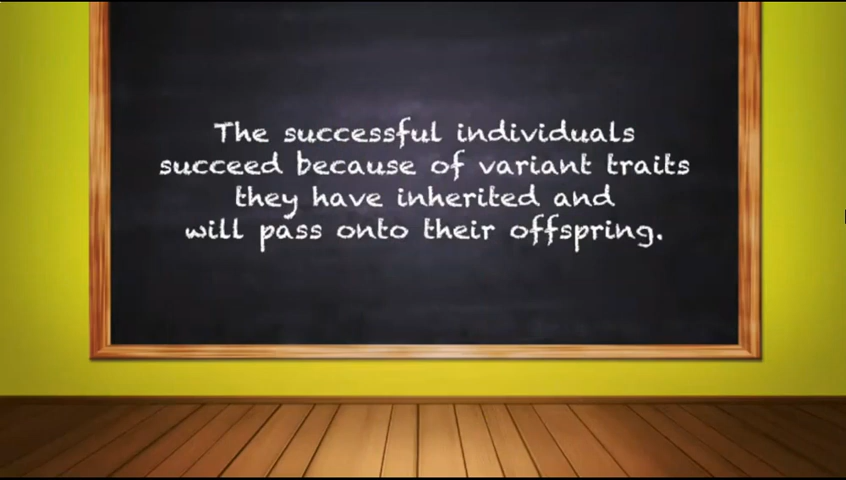 The successful individuals
succeed because of variant traits
they have inherited and
will pass onto their offspring.